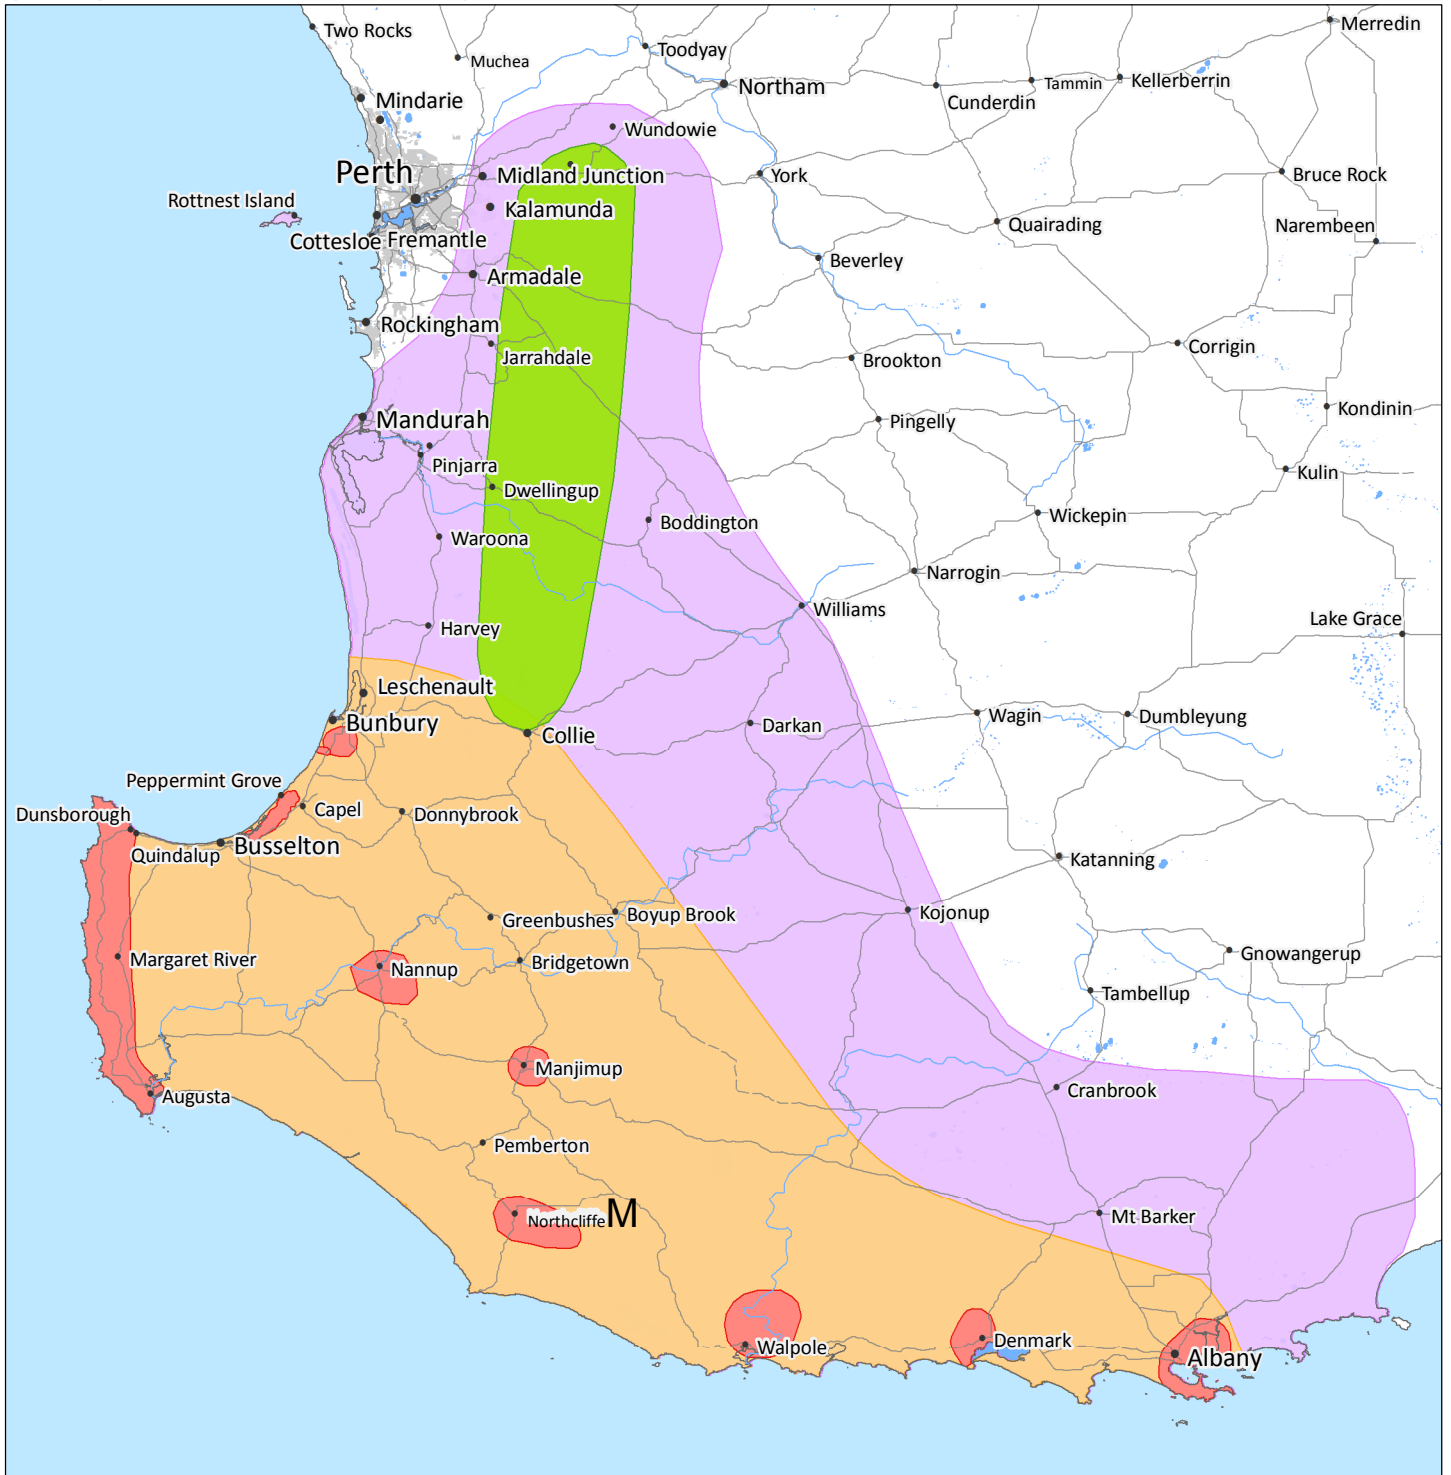 Two Rocks
Merredin
Toodyay
Muchea
Northam
Tammin
Kellerberrin
Mindarie
Cunderdin
Wundowie
Perth
Midland Junction
York
Bruce Rock
Rottnest Island
Kalamunda
Quairading
Narembeen
Cottesloe
Fremantle
Beverley
Armadale
Rockingham
Jarrahdale
Corrigin
Brookton
Mandurah
Pingelly
Kondinin
Pinjarra
Kulin
Dwellingup
Boddington
Wickepin
Waroona
Narrogin
Williams
Lake Grace
Harvey
Leschenault
Bunbury
Collie
Darkan
Wagin
Dumbleyung
Peppermint Grove
Dunsborough
Capel
Donnybrook
Quindalup
Busselton
Katanning
Greenbushes
Boyup Brook
Kojonup
Margaret River
Nannup
Bridgetown
Gnowangerup
Tambellup
Manjimup
Cranbrook
Augusta
Pemberton
Northcliffe
M
Mt Barker
Walpole
Denmark
Albany